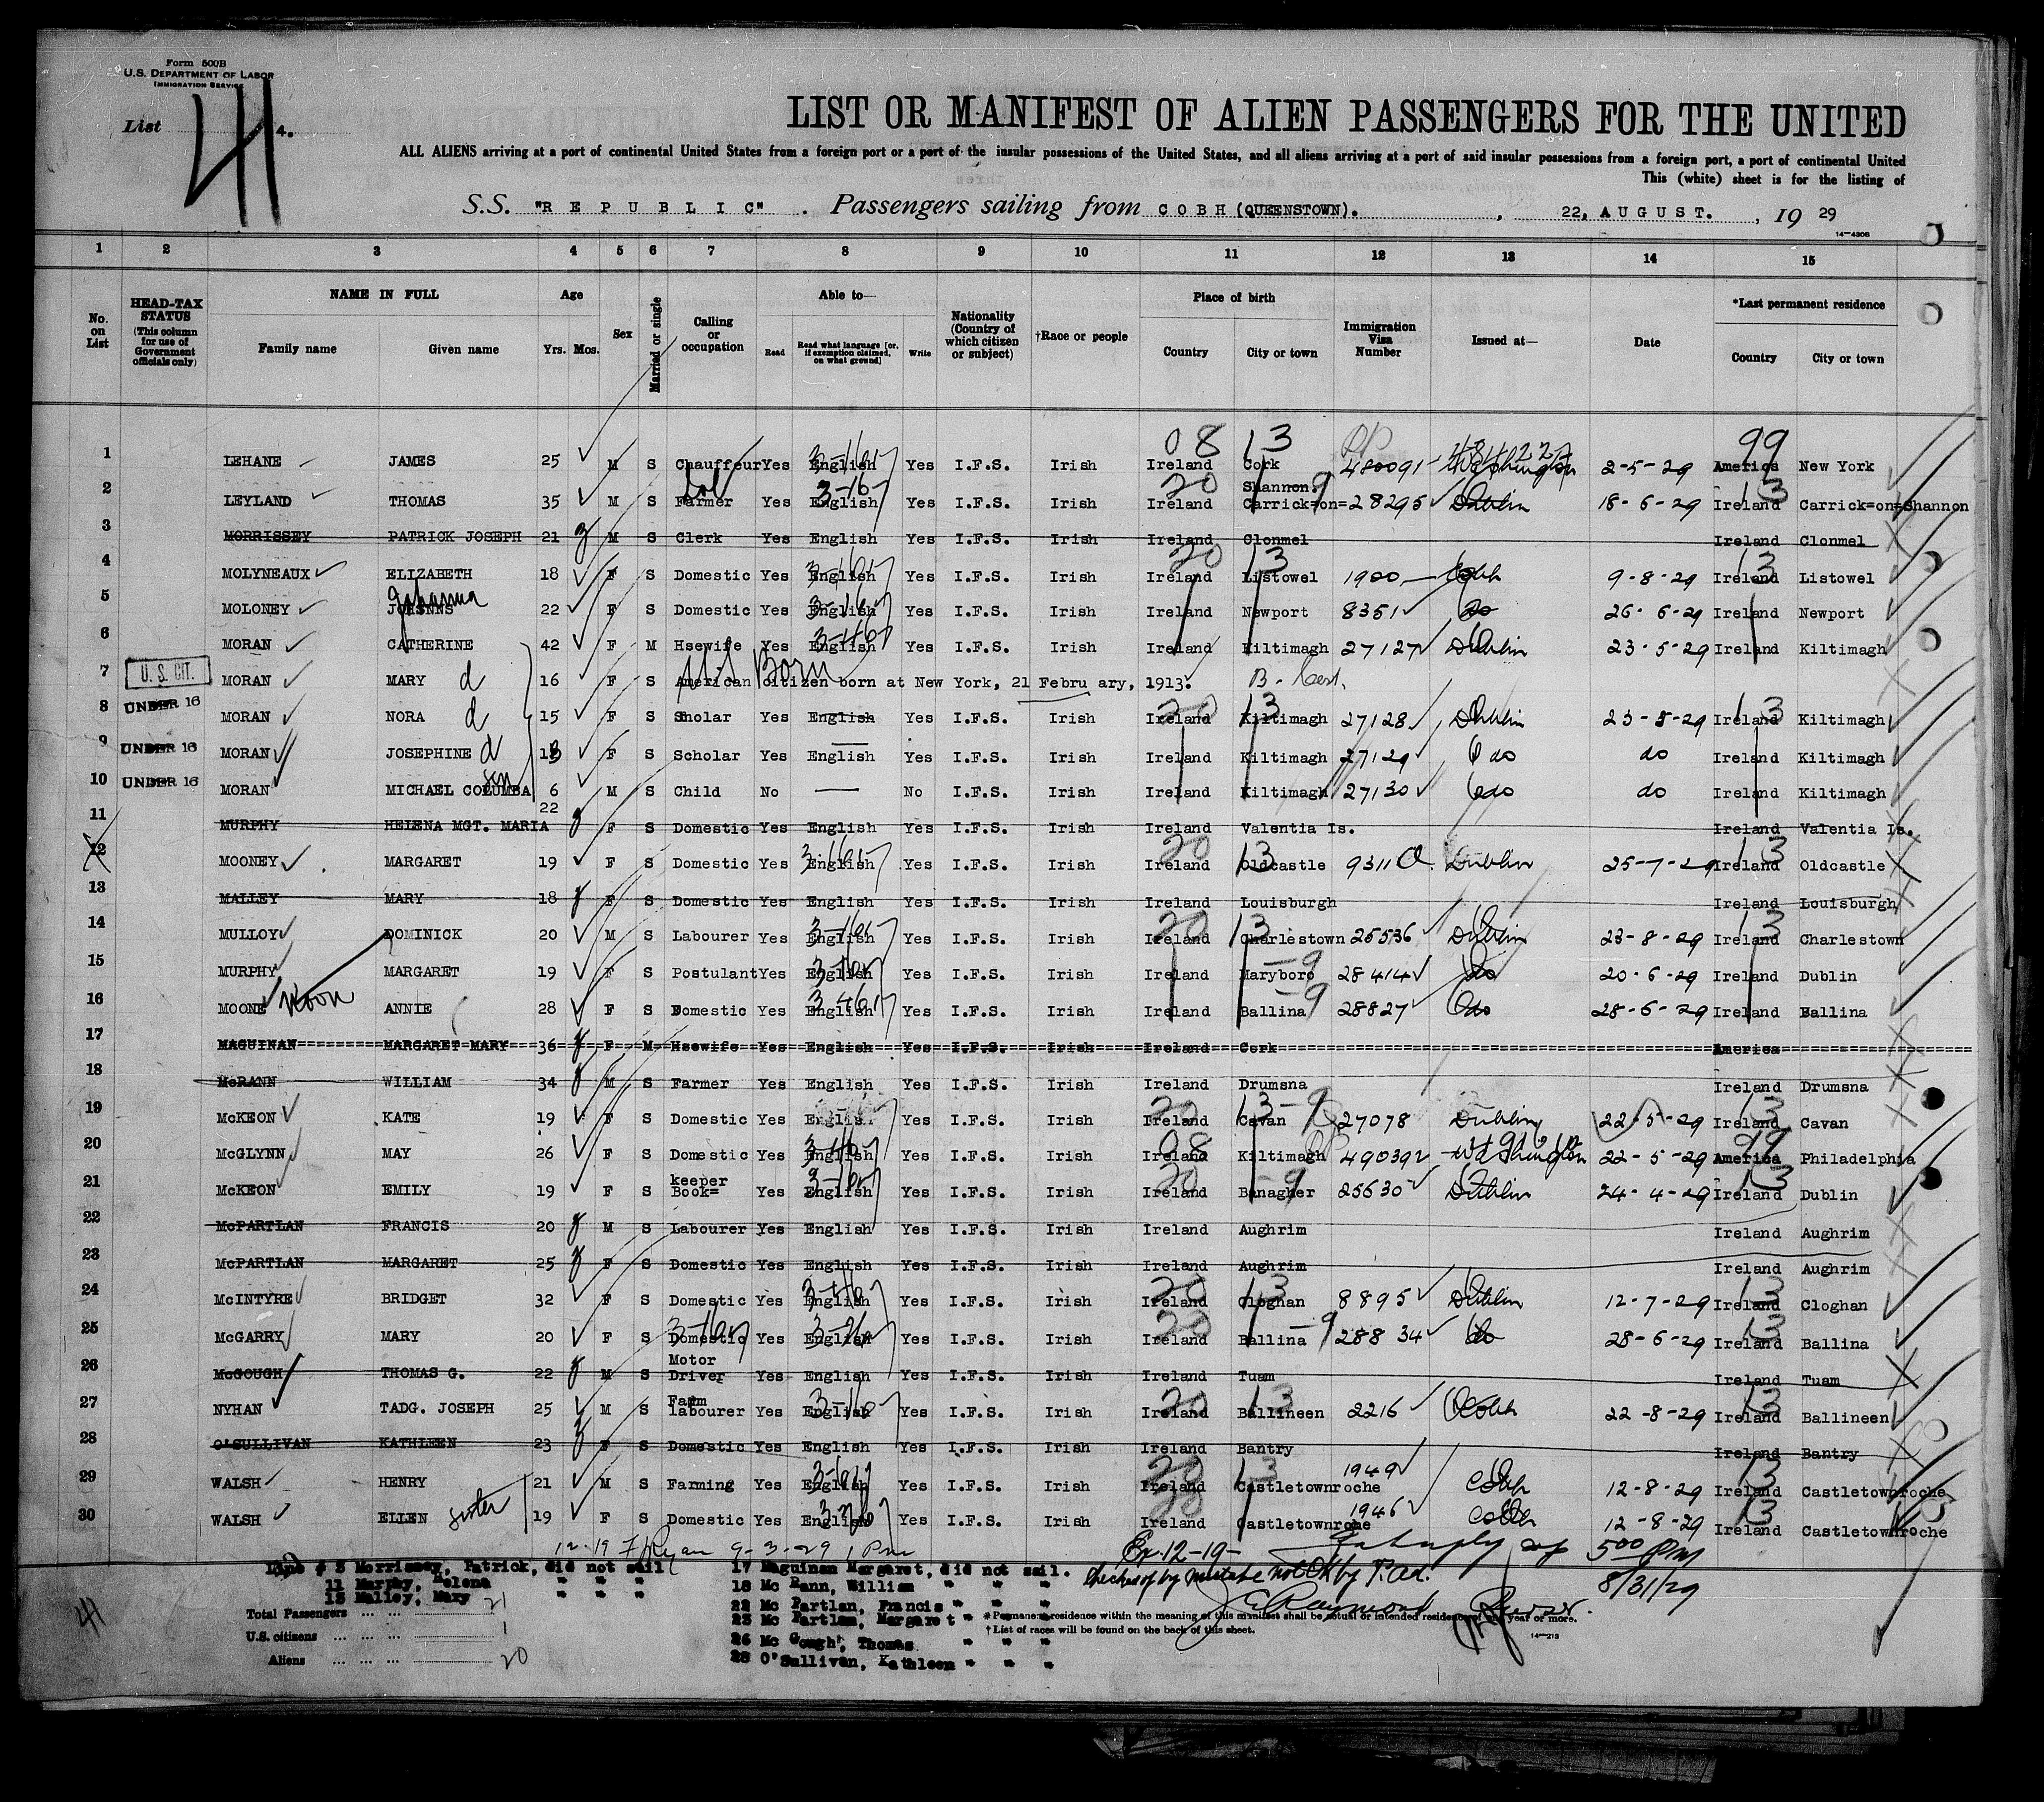 Form 500B
U.S. DEPARTMENT OF LABOR
IMMIGRATION SERVICE
List 4.
41
LIST OR MANIFEST OF ALIEN PASSENGERS FOR THE UNITED
ALL ALIENS arriving at a port of continental United States from a foreign port or a port of the insular possessions of the United States, and all aliens arriving at a port of said insular possessions from a foreign port, a port of continental United
This (white) sheet is for the listing of
S.S. "REPUBLIC". Passengers sailing from COBH (QUEENSTOWN). , 22, AUGUST. , 19 29
14—430B
1 2 3 4 5 6 7 8 9 10 11 12 13 14 15
No. on List HEAD-TAX STATUS (This column for use of Government officials only) NAME IN FULL Family name Given name Age Yrs. Mos. Sex Married or single Calling or occupation Able to— Read Read what language [or, if exemption claimed, on what ground] Write Nationality (Country of which citizen or subject) †Race or people Place of birth Country City or town Immigration Visa Number Issued at— Date *Last permanent residence Country City or town
08 13 99
1 LEHANE JAMES 25 M S Chauffeur Yes English Yes I.F.S. Irish Ireland Cork 480091 Washington 2-5-29 America New York
2 LEYLAND THOMAS 35 M S Farmer Yes English Yes I.F.S. Irish Ireland Carrick=on=Shannon. 28295 Dublin 18-6-29 Ireland Carrick=on=Shannon
3 MORRISSEY PATRICK JOSEPH 21 M S Clerk Yes English Yes I.F.S. Irish Ireland Clonmel Ireland Clonmel
4 MOLYNEAUX ELIZABETH 18 F S Domestic Yes English Yes I.F.S. Irish Ireland Listowel 1900 Cobh 9-8-29 Ireland Listowel
5 MOLONEY JOHANNS Johanna 22 F S Domestic Yes English Yes I.F.S. Irish Ireland Newport 8351 do 26-6-29 Ireland Newport
6 MORAN CATHERINE 42 F M Hsewife Yes English Yes I.F.S. Irish Ireland Kiltimagh 27127 Dublin 23-5-29 Ireland Kiltimagh
7 U.S. CIT. MORAN MARY d 16 F S American citizen born at New York, 21 Febru ary, 1913. B. Cert.
8 UNDER 16 MORAN NORA d 15 F S Sholar Yes English Yes I.F.S. Irish Ireland Kiltimagh 27128 Dublin 23-5-29 Ireland Kiltimagh
9 UNDER 16 MORAN JOSEPHINE d 13 F S Scholar Yes English Yes I.F.S. Irish Ireland Kiltimagh 27129 do do Ireland Kiltimagh
10 UNDER 16 MORAN MICHAEL COLUMBA son 6 M S Child No — No I.F.S. Irish Ireland Kiltimagh 27130 do do Ireland Kiltimagh
11 MURPHY HELENA MGT. MARIA 22 F S Domestic Yes English Yes I.F.S. Irish Ireland Valentia Is. Ireland Valentia Is.
12 MOONEY MARGARET 19 F S Domestic Yes English Yes I.F.S. Irish Ireland Oldcastle 9311 Dublin 25-7-29 Ireland Oldcastle
13 MALLEY MARY 18 F S Domestic Yes English Yes I.F.S. Irish Ireland Louisburgh Ireland Louisburgh
14 MULLOY DOMINICK 20 M S Labourer Yes English Yes I.F.S. Irish Ireland Charlestown 25536 Dublin 23-8-29 Ireland Charlestown
15 MURPHY MARGARET 19 F S Postulant Yes English Yes I.F.S. Irish Ireland Maryboro 28414 do 20-6-29 Ireland Dublin
16 MOONE Moon ANNIE 28 F S Domestic Yes English Yes I.F.S. Irish Ireland Ballina 28827 do 28-6-29 Ireland Ballina
17 MAGUINAN MARGARET MARY 36 F M Hsewife Yes English Yes I.F.S. Irish Ireland Cork America
18 McRANN WILLIAM 34 M S Farmer Yes English Yes I.F.S. Irish Ireland Drumsna Ireland Drumsna
19 McKEON KATE 19 F S Domestic Yes English Yes I.F.S. Irish Ireland Cavan 27078 Dublin 22-5-29 Ireland Cavan
20 McGLYNN MAY 26 F S Domestic Yes English Yes I.F.S. Irish Ireland Kiltimagh 490392 Washington 22-5-29 America Philadelphia
21 McKEON EMILY 19 F S Book=keeper Yes English Yes I.F.S. Irish Ireland Banagher 25630 Dublin 24-4-29 Ireland Dublin
22 McPARTLAN FRANCIS 20 M S Labourer Yes English Yes I.F.S. Irish Ireland Aughrim Ireland Aughrim
23 McPARTLAN MARGARET 25 F S Domestic Yes English Yes I.F.S. Irish Ireland Aughrim Ireland Aughrim
24 McINTYRE BRIDGET 32 F S Domestic Yes English Yes I.F.S. Irish Ireland Cloghan 8895 Dublin 12-7-29 Ireland Cloghan
25 McGARRY MARY 20 F S Domestic Yes English Yes I.F.S. Irish Ireland Ballina 28834 do 28-6-29 Ireland Ballina
26 McGOUGH THOMAS G. 22 M S Motor Driver Yes English Yes I.F.S. Irish Ireland Tuam Ireland Tuam
27 NYHAN TADG. JOSEPH 25 M S Farm labourer Yes English Yes I.F.S. Irish Ireland Ballineen 2216 Cobh 22-8-29 Ireland Ballineen
28 O'SULLIVAN KATHLEEN 23 F S Domestic Yes English Yes I.F.S. Irish Ireland Bantry Ireland Bantry
29 WALSH HENRY 21 M S Farming Yes English Yes I.F.S. Irish Ireland Castletownroche 1949 Cobh 12-8-29 Ireland Castletownroche
30 WALSH ELLEN sister 19 F S Domestic Yes English Yes I.F.S. Irish Ireland Castletownroche 1946 Cobh 12-8-29 Ireland Castletownroche
12-19 Ryan 9-3-29 1 Pm
Ex-12-19-
500 PM
8/31/29
Line # 3 Morrissey, Patrick, did not sail
11 Murphy, Helena " " "
13 Malley, Mary " " "
17 Maguinan Margaret, did not sail.
18 Mc Rann, William " " "
22 Mc Partlan, Francis " " "
23 Mc Partlan, Margaret " " "
26 Mc Gough, Thomas " " "
28 O'Sullivan, Kathleen " " "
Checked by mistake not OK by
Raymond
Total Passengers ... ... 21
U.S. citizens ... ... ... 1
Aliens ... ... ... 20
41
*Permanent residence within the meaning of this manifest shall be actual or intended residence of one year or more.
†List of races will be found on the back of this sheet.
14—213